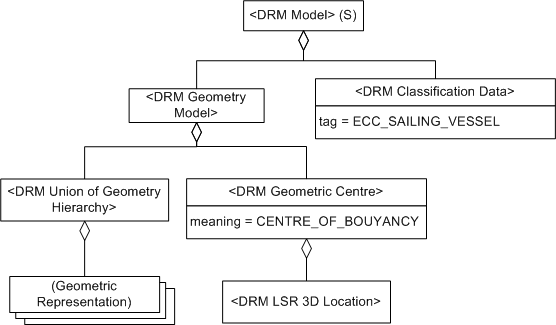 <DRM Model> (S)
<DRM Geometry
Model>
<DRM Classification Data>
tag = ECC_SAILING_VESSEL
<DRM Union of Geometry
Hierarchy>
<DRM Geometric Centre>
meaning = CENTRE_OF_BOUYANCY
(Geometric
Representation)
<DRM LSR 3D Location>